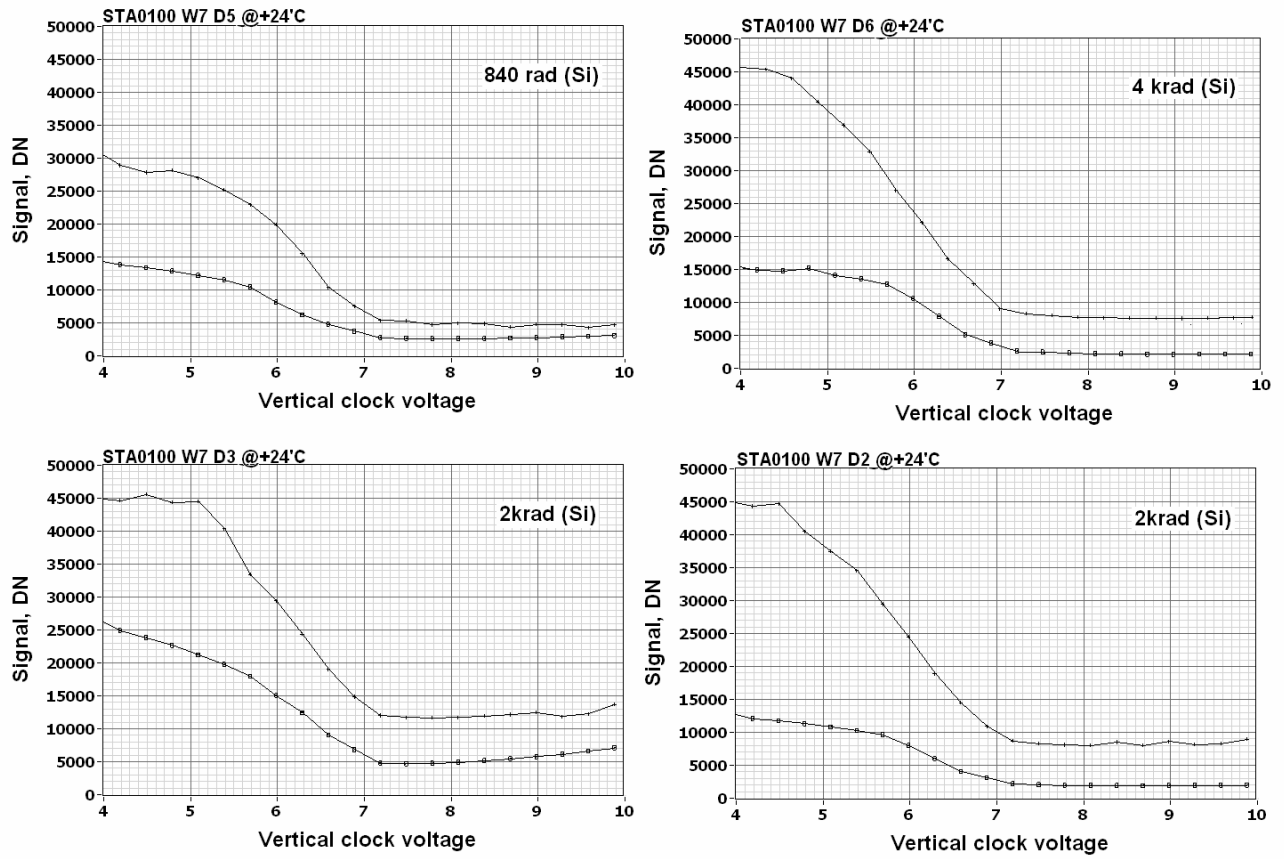 STA0100 W7 D5 @+24'C
840 rad (Si)
Signal, DN
50000
45000
40000
35000
30000
25000
20000
15000
10000
5000
0
4 5 6 7 8 9 10
Vertical clock voltage
STA0100 W7 D6 @+24'C
4 krad (Si)
Signal, DN
50000
45000
40000
35000
30000
25000
20000
15000
10000
5000
0
4 5 6 7 8 9 10
Vertical clock voltage
STA0100 W7 D3 @+24'C
2krad (Si)
Signal, DN
50000
45000
40000
35000
30000
25000
20000
15000
10000
5000
0
4 5 6 7 8 9 10
Vertical clock voltage
STA0100 W7 D2 @+24'C
2krad (Si)
Signal, DN
50000
45000
40000
35000
30000
25000
20000
15000
10000
5000
0
4 5 6 7 8 9 10
Vertical clock voltage